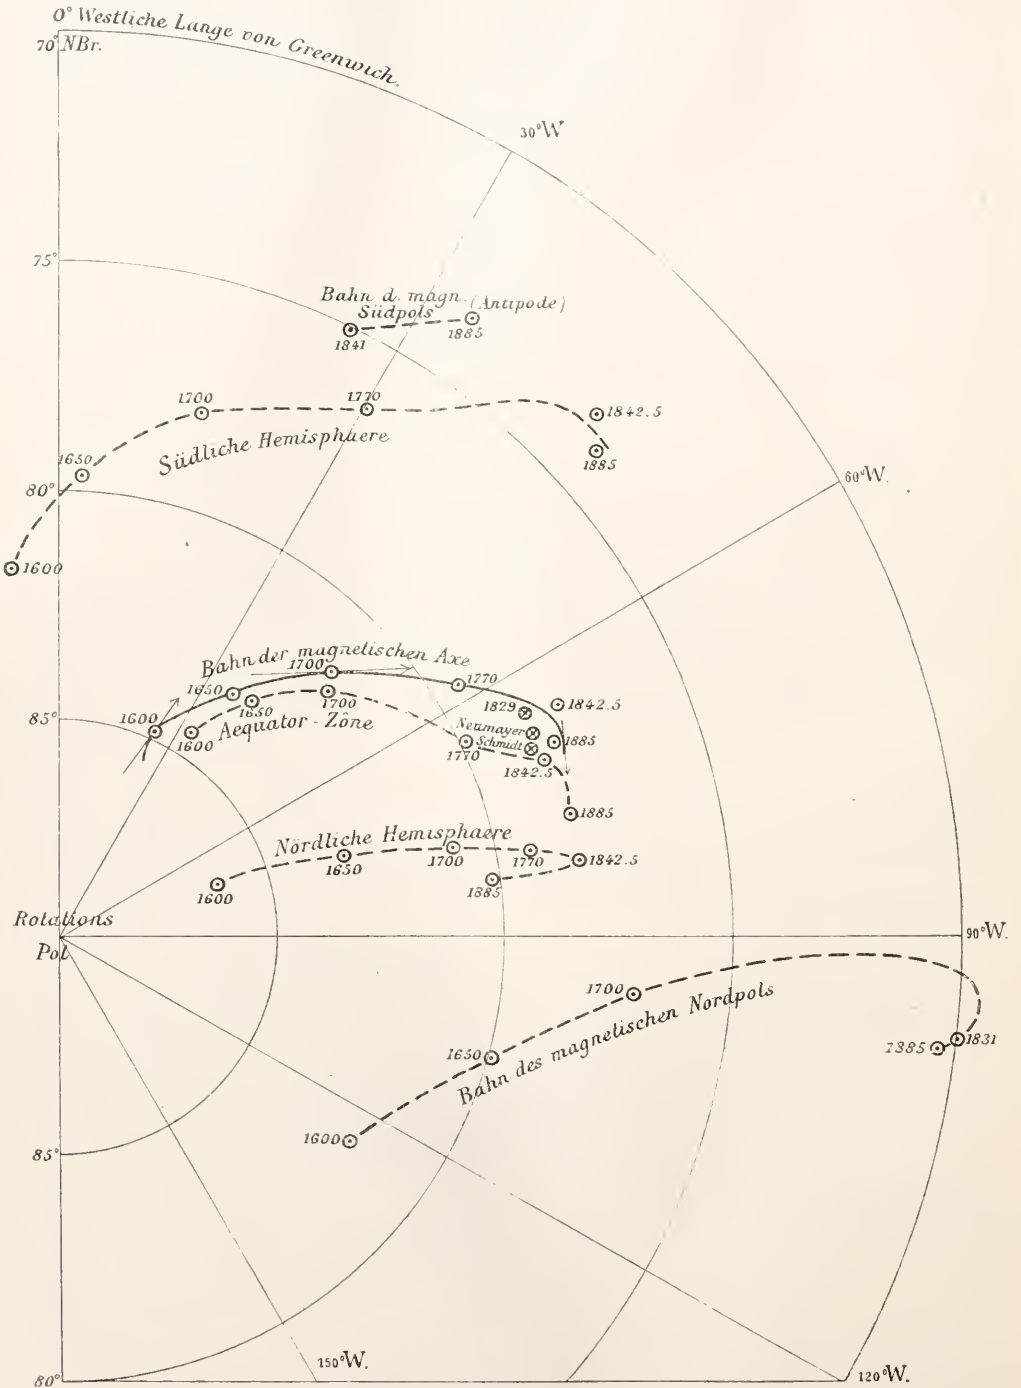 0° Westliche Lange von Greenwich.
70° NBr.
30°W
75°
Bahn d. magn. (Antipode)
Südpols
1841
1885
1700
1770
1842.5
1650
Südliche Hemisphaere
1885
60°W.
80°
1600
Bahn der magnetischen Axe
1700
1650
1770
1829
1842.5
1650
1700
85°
1600
Aequator-Zône
Neumayer
1600
Schmidt
1885
1770
1842.5
1885
Nördliche Hemisphaere
1650
1700
1770
1842.5
1600
1885
Rotations
Pol
90°W.
1700
Bahn des magnetischen Nordpols
1831
1885
1650
1600
85°
150°W.
80°
120°W.